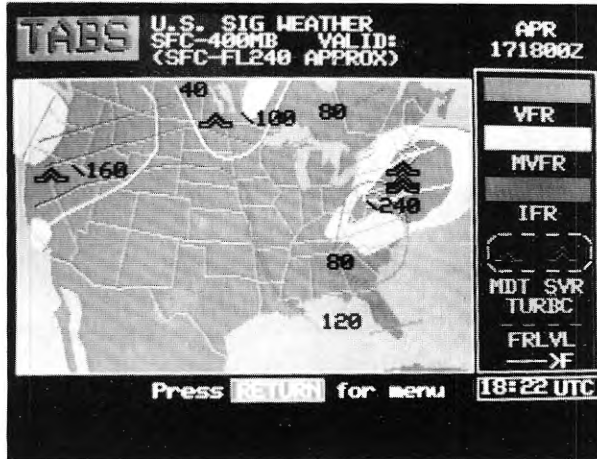 TABS
U.S. SIG WEATHER
SFC-400MB VALID:
(SFC-FL240 APPROX)
APR
171800Z
40
\100
80
\160
\240
80
120
VFR
MVFR
IFR
MDT SVR
TURBC
FRLVL
→F
Press RETURN for menu
18:22 UTC